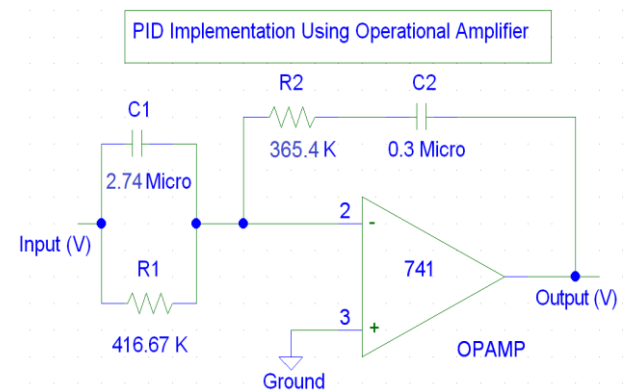 PID Implementation Using Operational Amplifier
R2
C1
365.4 K
0.3 Micro
C2
2.74 Micro
2
-
Input (V)
R1
741
Output (V)
3
+
416.67 K
OPAMP
Ground